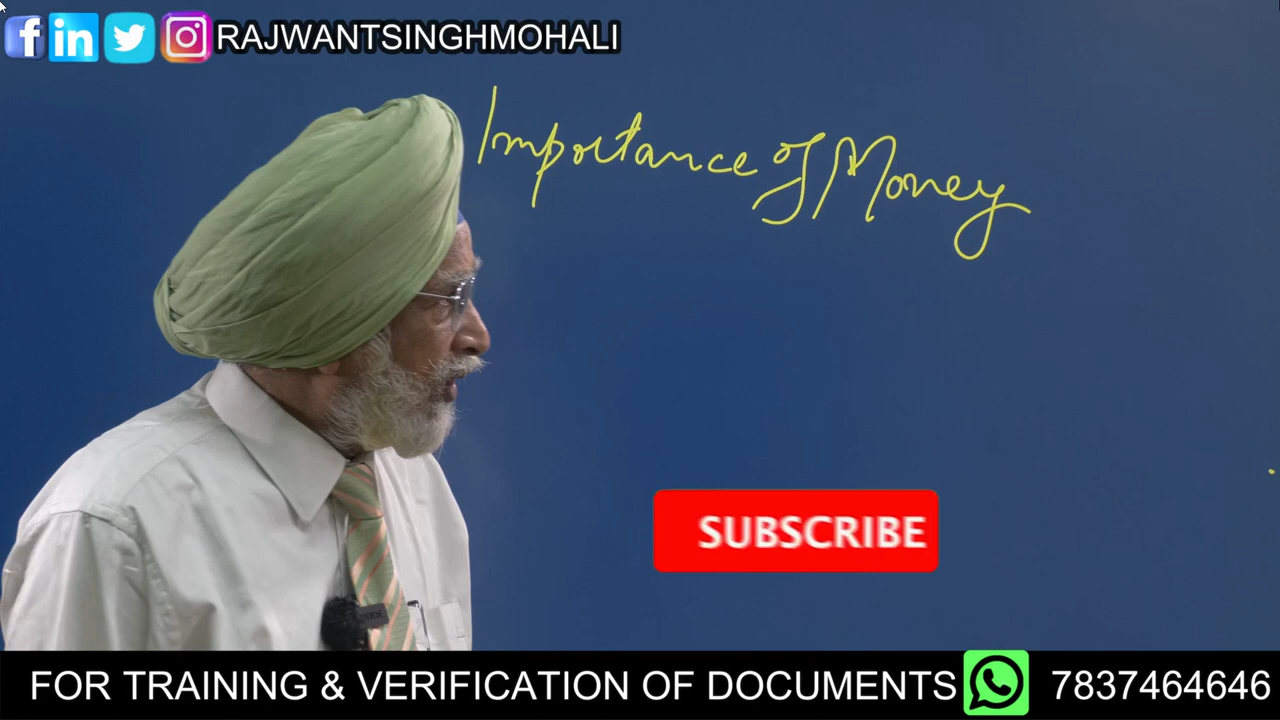 RAJWANTSINGHMOHALI
Importance of Money
SUBSCRIBE
FOR TRAINING & VERIFICATION OF DOCUMENTS 7837464646